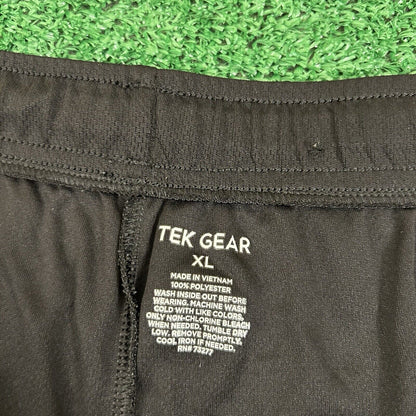 TEK GEAR
XL
MADE IN VIETNAM
100% POLYESTER
WASH INSIDE OUT BEFORE
WEARING. MACHINE WASH
COLD WITH LIKE COLORS.
ONLY NON-CHLORINE BLEACH
WHEN NEEDED. TUMBLE DRY
LOW. REMOVE PROMPTLY.
COOL IRON IF NEEDED.
RN# 73277